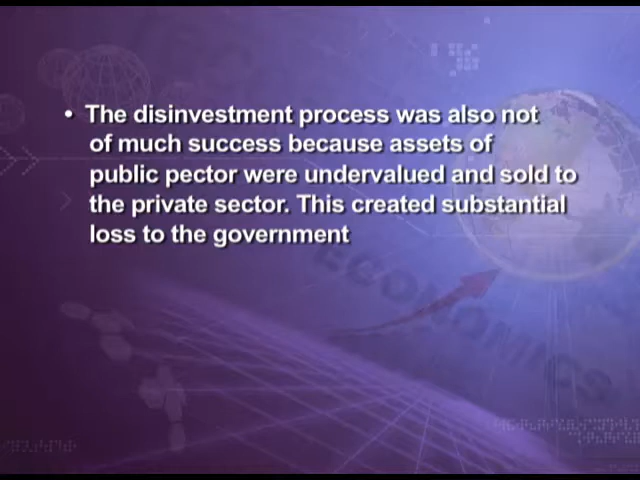 • The disinvestment process was also not
of much success because assets of
public pector were undervalued and sold to
the private sector. This created substantial
loss to the government
ECONOMICS